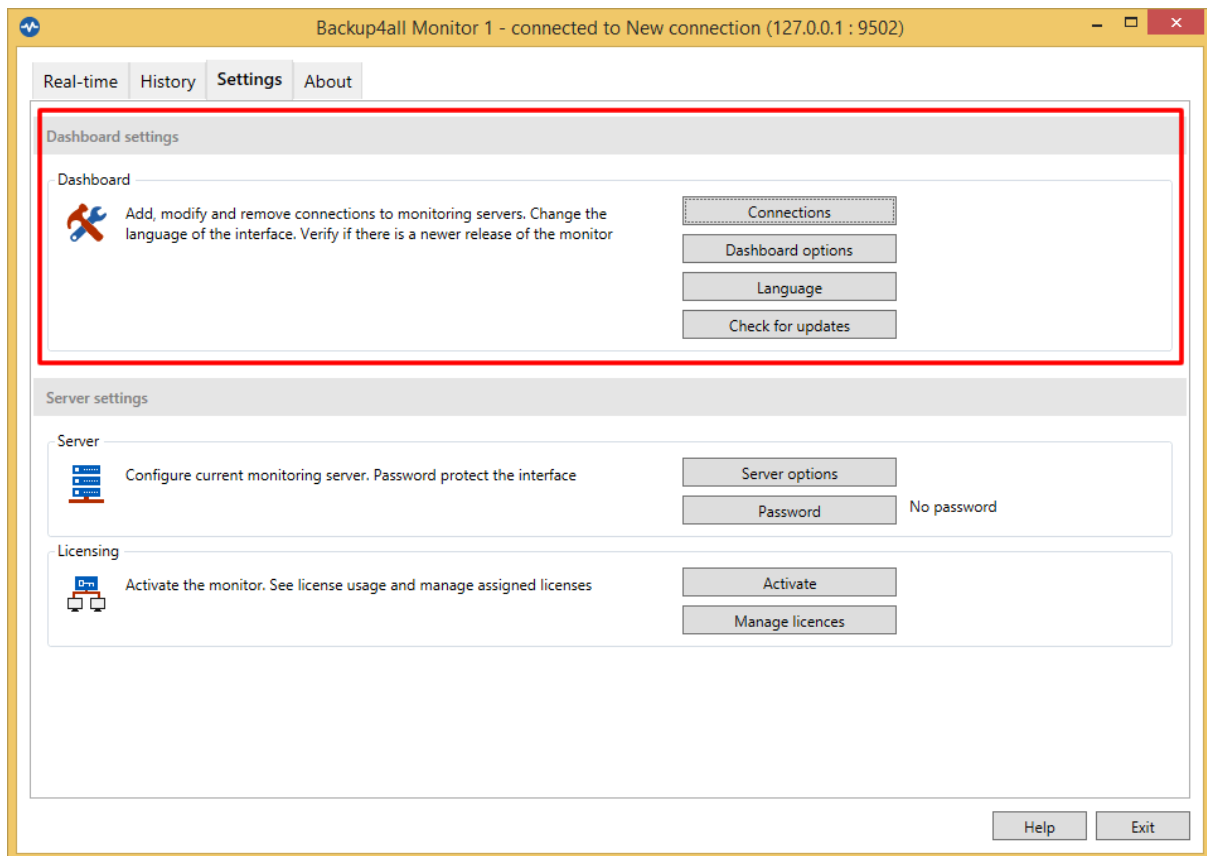 Backup4all Monitor 1 - connected to New connection (127.0.0.1 : 9502)
Real-time History Settings About
Dashboard settings
Dashboard
Add, modify and remove connections to monitoring servers. Change the
language of the interface. Verify if there is a newer release of the monitor
Connections
Dashboard options
Language
Check for updates
Server settings
Server
Configure current monitoring server. Password protect the interface
Server options
Password No password
Licensing
Activate the monitor. See license usage and manage assigned licenses
Activate
Manage licences
Help Exit